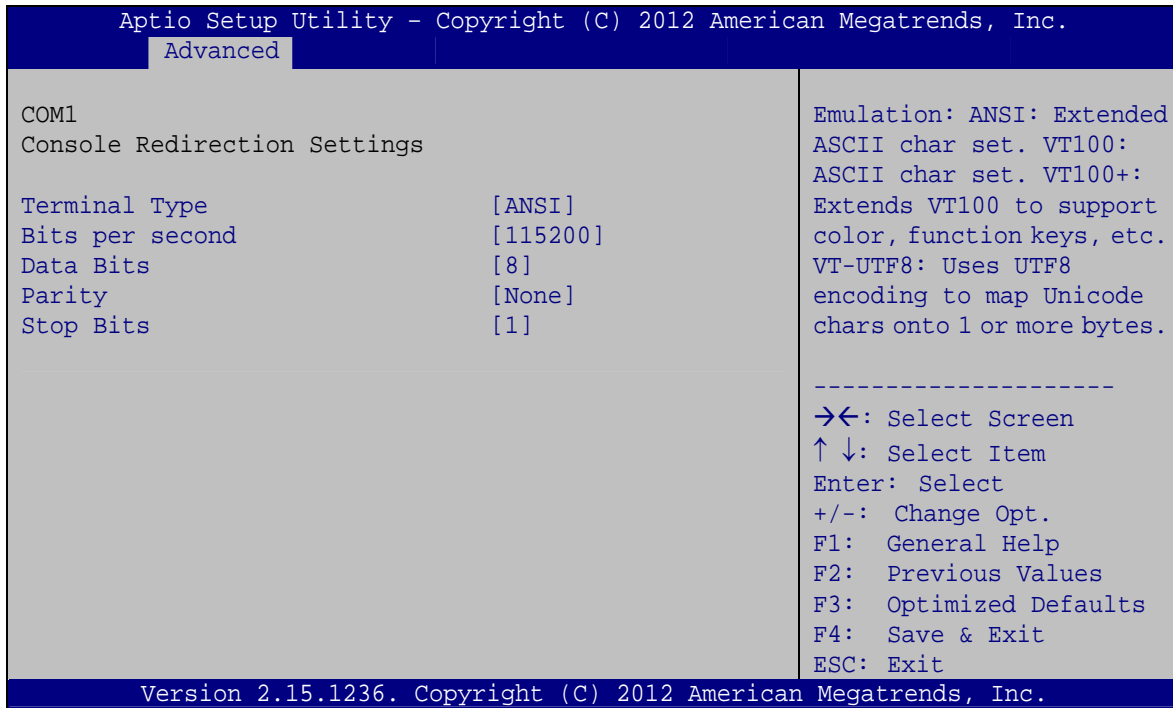 Aptio Setup Utility – Copyright (C) 2012 American Megatrends, Inc.
Advanced
COM1
Console Redirection Settings
Terminal Type [ANSI]
Bits per second [115200]
Data Bits [8]
Parity [None]
Stop Bits [1]
Emulation: ANSI: Extended
ASCII char set. VT100:
ASCII char set. VT100+:
Extends VT100 to support
color, function keys, etc.
VT-UTF8: Uses UTF8
encoding to map Unicode
chars onto 1 or more bytes.
---------------------
→←: Select Screen
↑ ↓: Select Item
Enter: Select
+/-: Change Opt.
F1: General Help
F2: Previous Values
F3: Optimized Defaults
F4: Save & Exit
ESC: Exit
Version 2.15.1236. Copyright (C) 2012 American Megatrends, Inc.